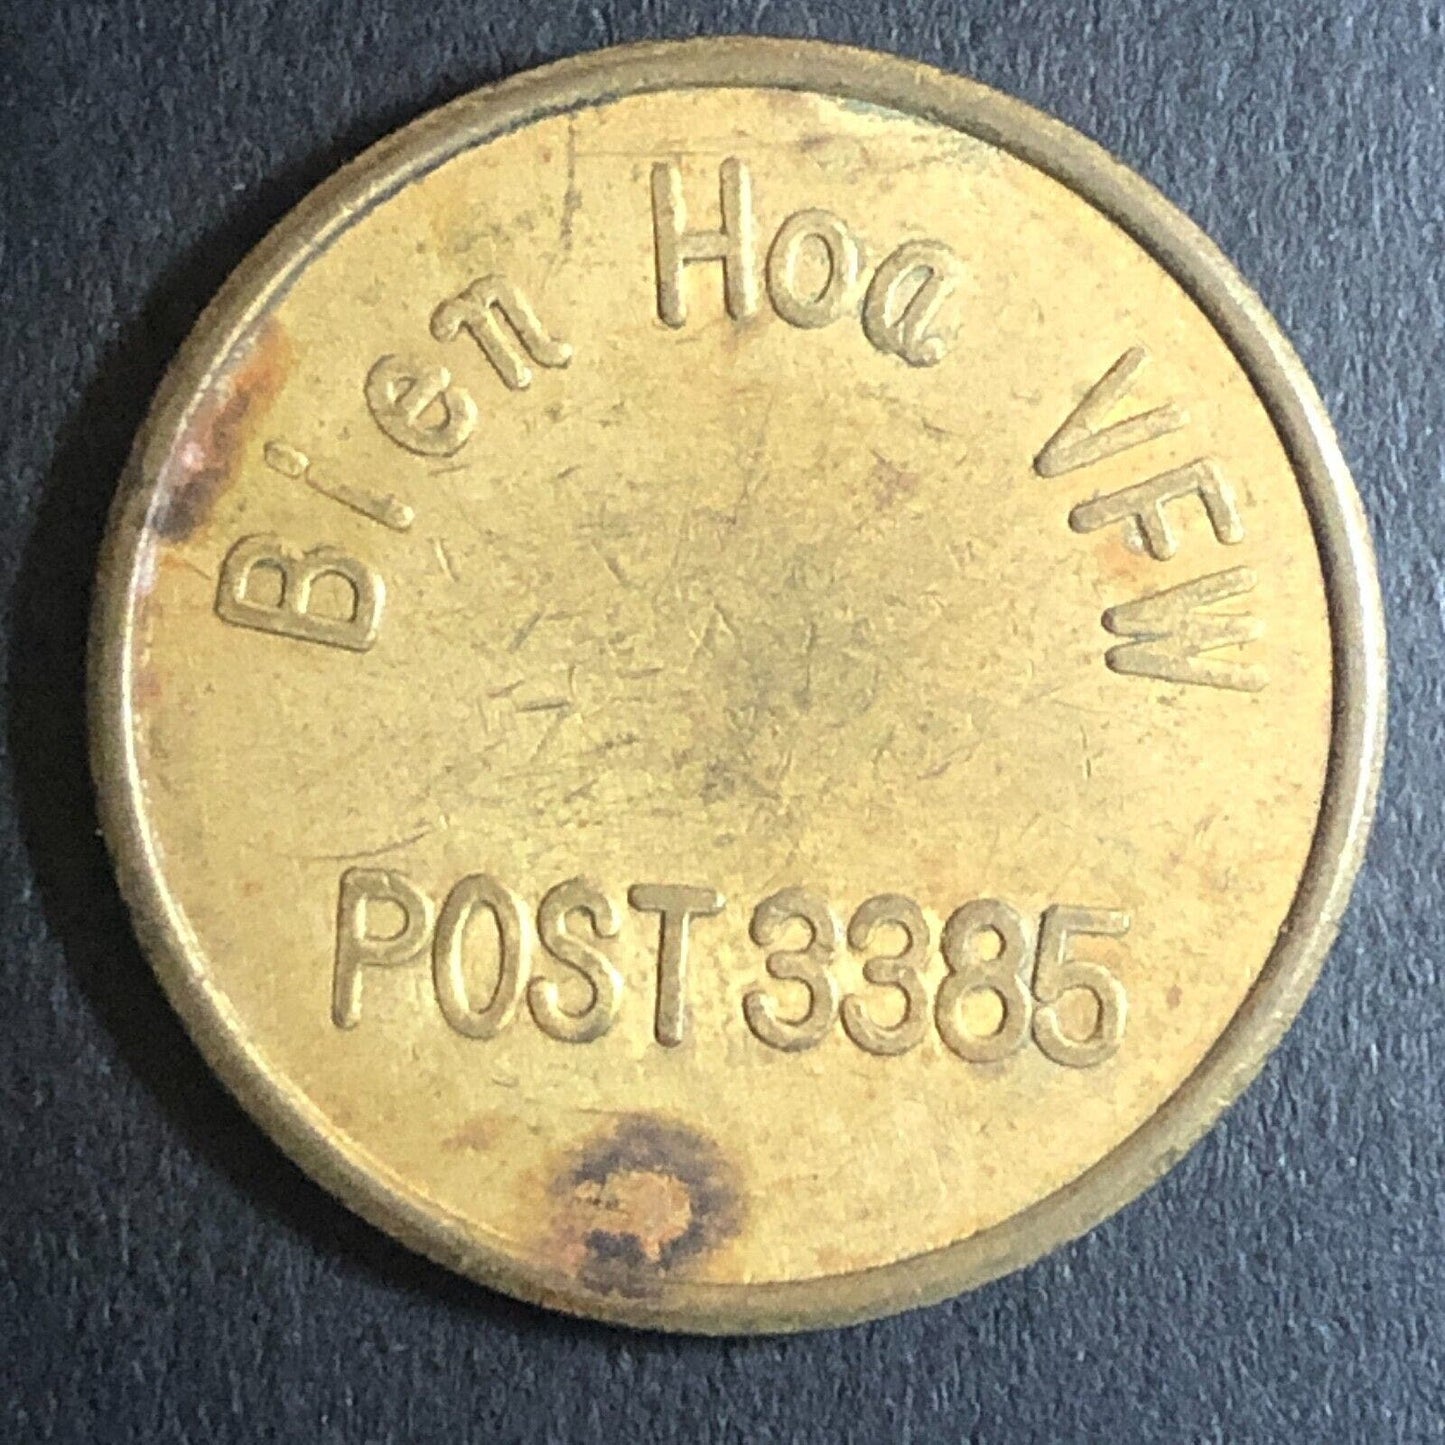 Bien Hoa VFW
POST 3385